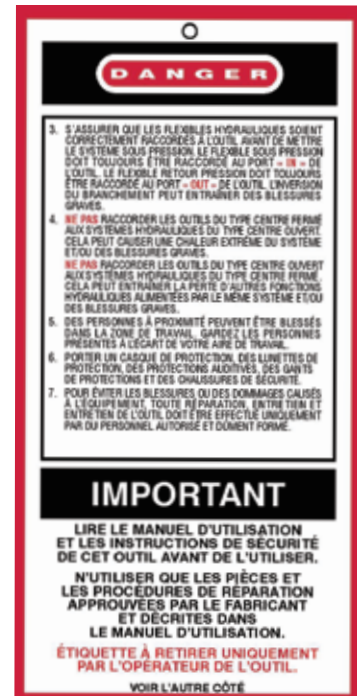 DANGER
3. S'ASSURER QUE LES FLEXIBLES HYDRAULIQUES SOIENT
CORRECTEMENT RACCORDÉS À L'OUTIL AVANT DE METTRE
LE SYSTÈME SOUS PRESSION. LE FLEXIBLE SOUS PRESSION
DOIT TOUJOURS ÊTRE RACCORDÉ AU PORT « IN » DE
L'OUTIL. LE FLEXIBLE RETOUR PRESSION DOIT TOUJOURS
ÊTRE RACCORDÉ AU PORT « OUT » DE L'OUTIL. L'INVERSION
DU BRANCHEMENT PEUT ENTRAÎNER DES BLESSURES
GRAVES.
4. NE PAS RACCORDER LES OUTILS DU TYPE CENTRE FERMÉ
AUX SYSTÈMES HYDRAULIQUES DU TYPE CENTRE OUVERT.
CELA PEUT CAUSER UNE CHALEUR EXTRÊME DU SYSTÈME
ET/OU DES BLESSURES GRAVES.
NE PAS RACCORDER LES OUTILS DU TYPE CENTRE OUVERT
AUX SYSTÈMES HYDRAULIQUES DU TYPE CENTRE FERMÉ.
CELA PEUT ENTRAÎNER LA PERTE D'AUTRES FONCTIONS
HYDRAULIQUES ALIMENTÉES PAR LE MÊME SYSTÈME ET/OU
DES BLESSURES GRAVES.
5. DES PERSONNES À PROXIMITÉ PEUVENT ÊTRE BLESSÉS
DANS LA ZONE DE TRAVAIL. GARDEZ LES PERSONNES
PRÉSENTES À L'ÉCART DE VOTRE AIRE DE TRAVAIL.
6. PORTER UN CASQUE DE PROTECTION, DES LUNETTES DE
PROTECTION, DES PROTECTIONS AUDITIVES, DES GANTS
DE PROTECTIONS ET DES CHAUSSURES DE SÉCURITÉ.
7. POUR ÉVITER LES BLESSURES OU DES DOMMAGES CAUSÉS
À L'ÉQUIPEMENT, TOUTE RÉPARATION, ENTRETIEN ET
ENTRETIEN DE L'OUTIL DOIT ÊTRE EFFECTUÉ UNIQUEMENT
PAR DU PERSONNEL AUTORISÉ ET DÛMENT FORMÉ.
IMPORTANT
LIRE LE MANUEL D'UTILISATION
ET LES INSTRUCTIONS DE SÉCURITÉ
DE CET OUTIL AVANT DE L'UTILISER.
N'UTILISER QUE LES PIÈCES ET
LES PROCÉDURES DE RÉPARATION
APPROUVÉES PAR LE FABRICANT
ET DÉCRITES DANS
LE MANUEL D'UTILISATION.
ÉTIQUETTE À RETIRER UNIQUEMENT
PAR L'OPÉRATEUR DE L'OUTIL.
VOIR L'AUTRE CÔTÉ